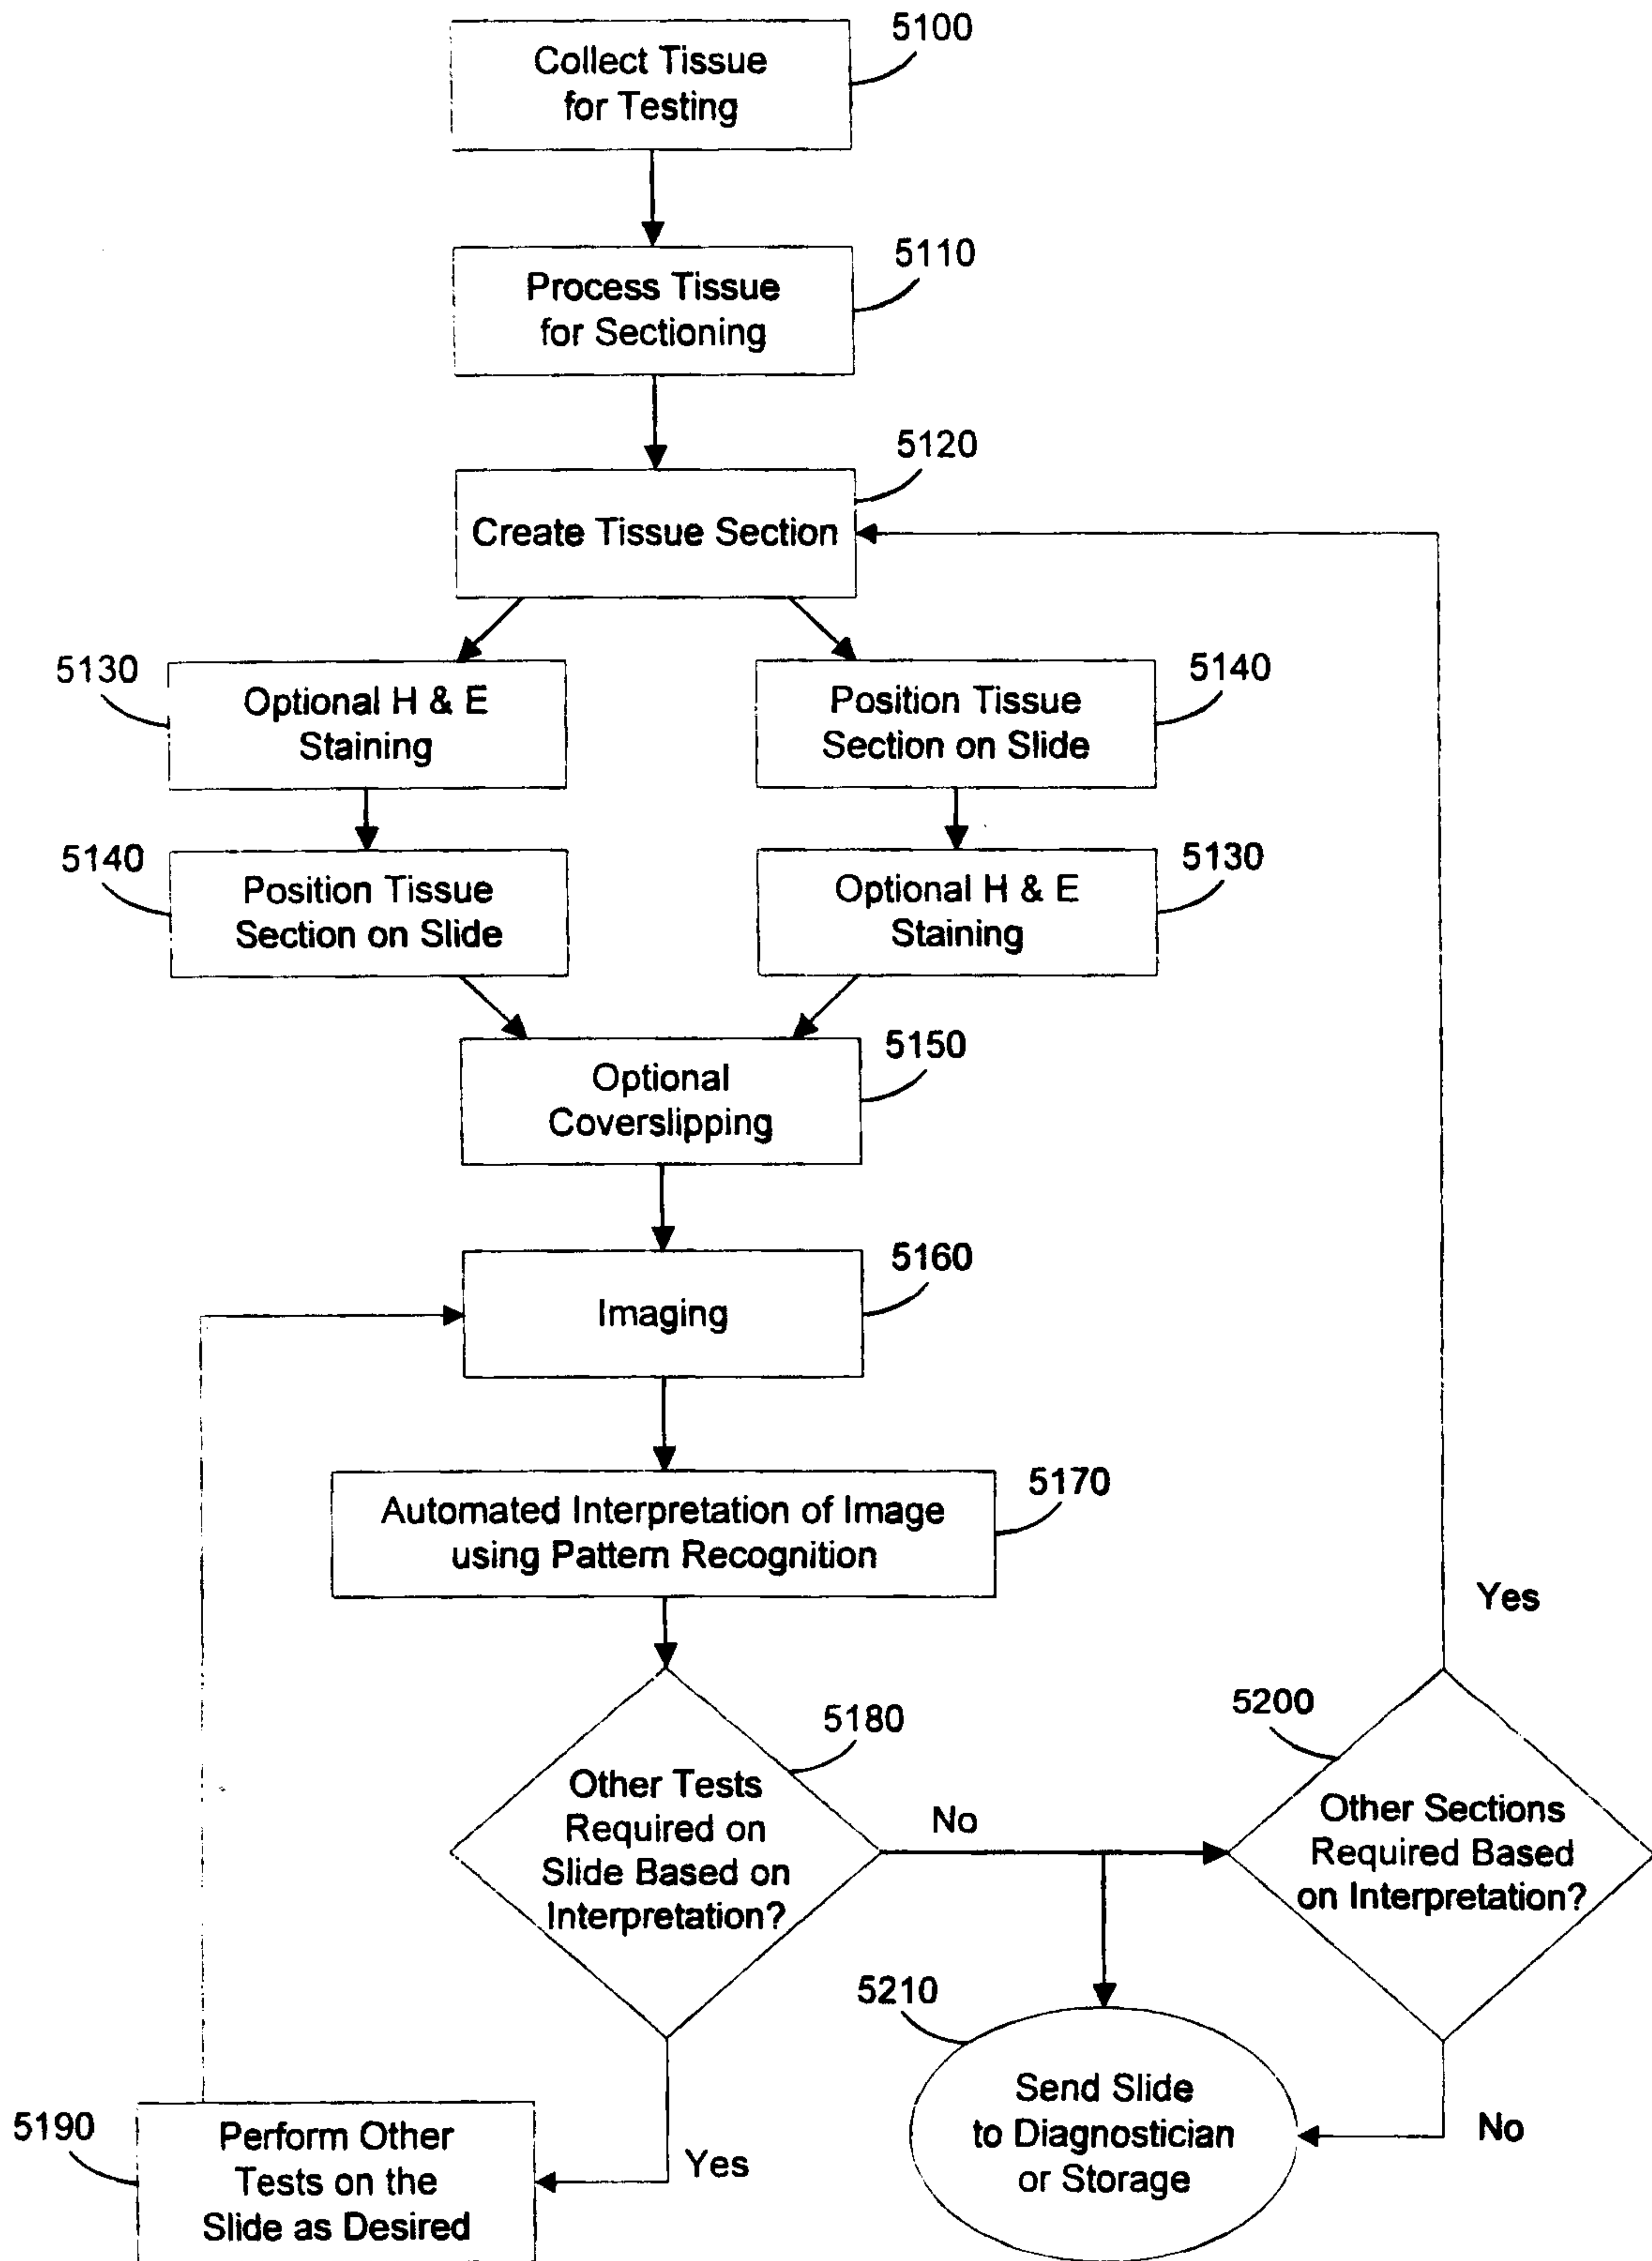 5100
Collect Tissue
for Testing
5110
Process Tissue
for Sectioning
5120
Create Tissue Section
5130
Optional H & E
Staining
5140
Position Tissue
Section on Slide
5140
Position Tissue
Section on Slide
5130
Optional H & E
Staining
5150
Optional
Coverslipping
5160
Imaging
5170
Automated Interpretation of Image
using Pattern Recognition
Yes
5180
Other Tests
Required on
Slide Based on
Interpretation?
No
5200
Other Sections
Required Based
on Interpretation?
5210
Send Slide
to Diagnostician
or Storage
No
5190
Perform Other
Tests on the
Slide as Desired
Yes